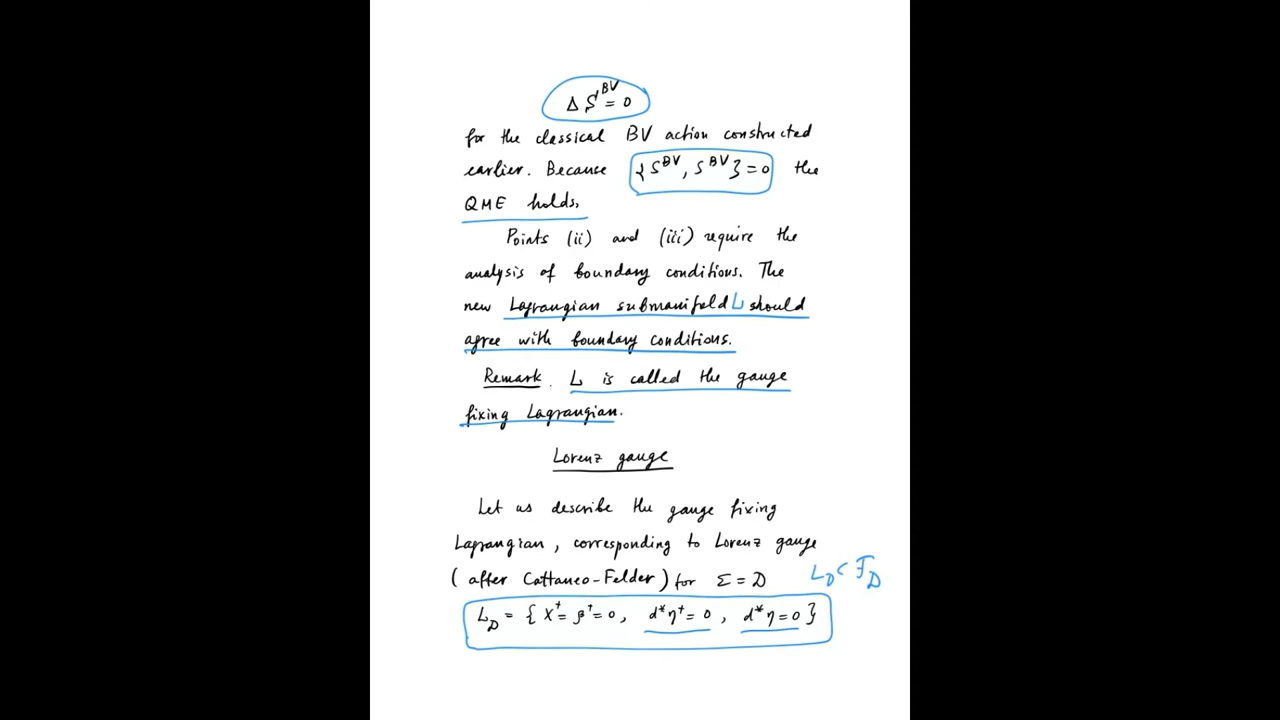 Δ S^BV = 0
for the classical BV action constructed
earlier. Because {S^BV, S^BV} = 0 the
QME holds.
Points (ii) and (iii) require the
analysis of boundary conditions. The
new Lagrangian submanifold L should
agree with boundary conditions.
Remark. L is called the gauge
fixing Lagrangian.
Lorenz gauge
Let us describe the gauge fixing
Lagrangian, corresponding to Lorenz gauge
(after Cattaneo-Felder) for Σ = D L_D ⊂ F_D
L_D = { X⁺ = β⁺ = 0, d*η⁺ = 0, d*η = 0 }